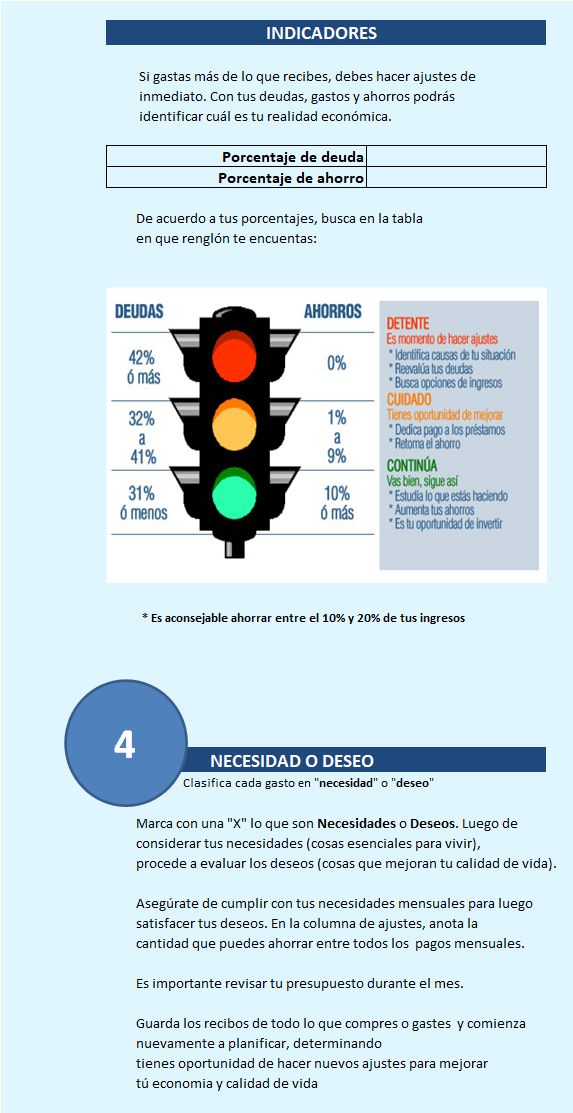 INDICADORES
Si gastas más de lo que recibes, debes hacer ajustes de
inmediato. Con tus deudas, gastos y ahorros podrás
identificar cuál es tu realidad económica.
Porcentaje de deuda
Porcentaje de ahorro
De acuerdo a tus porcentajes, busca en la tabla
en que renglón te encuentas:
DEUDAS
42%
ó más
32%
a
41%
31%
ó menos
AHORROS
0%
1%
a
9%
10%
ó más
DETENTE
Es momento de hacer ajustes
* Identifica causas de tu situación
* Reevalúa tus deudas
* Busca opciones de ingresos
CUIDADO
Tienes oportunidad de mejorar
* Dedica pago a los préstamos
* Retoma el ahorro
CONTINÚA
Vas bien, sigue así
* Estudia lo que estás haciendo
* Aumenta tus ahorros
* Es tu oportunidad de invertir
* Es aconsejable ahorrar entre el 10% y 20% de tus ingresos
4
NECESIDAD O DESEO
Clasifica cada gasto en "necesidad" o "deseo"
Marca con una "X" lo que son Necesidades o Deseos. Luego de
considerar tus necesidades (cosas esenciales para vivir),
procede a evaluar los deseos (cosas que mejoran tu calidad de vida).
Asegúrate de cumplir con tus necesidades mensuales para luego
satisfacer tus deseos. En la columna de ajustes, anota la
cantidad que puedes ahorrar entre todos los pagos mensuales.
Es importante revisar tu presupuesto durante el mes.
Guarda los recibos de todo lo que compres o gastes y comienza
nuevamente a planificar, determinando
tienes oportunidad de hacer nuevos ajustes para mejorar
tú economia y calidad de vida